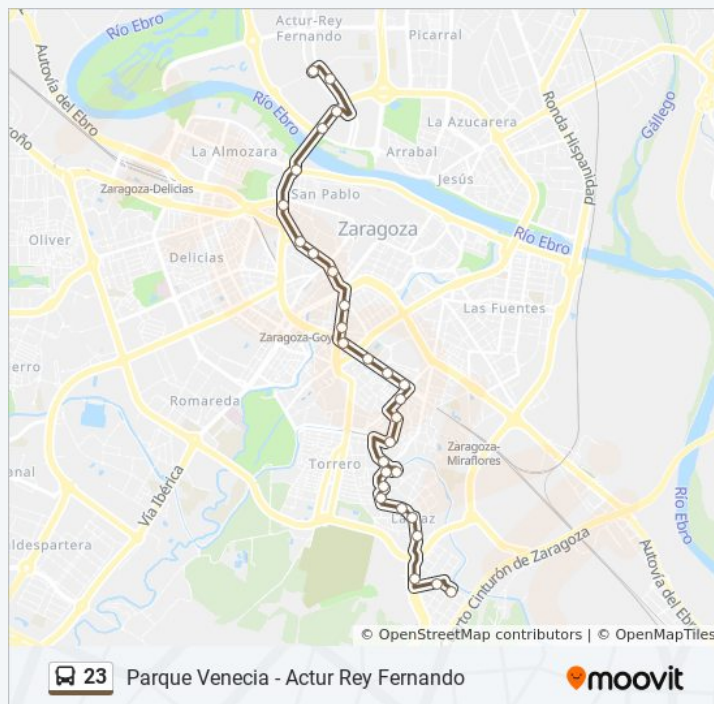 Río Ebro
Actur-Rey
Fernando
Picarral
Autovía del Ebro
Río Ebro
La Azucarera
Ronda Hispanidad
Gállego
La Almozara
Arrabal
Jesús
Zaragoza-Delicias
San Pablo
Zaragoza
Río Ebro
Oliver
Delicias
Las Fuentes
Zaragoza-Goy
Romareda
Zaragoza-
Miraflores
Torrero
Vía Ibérica
La Paz
Río Ebro
aldespartera
rto Cinturón de Zaragoza
Autovía del Ebro
© OpenStreetMap contributors | © OpenMapTiles
23 Parque Venecia - Actur Rey Fernando
moovit